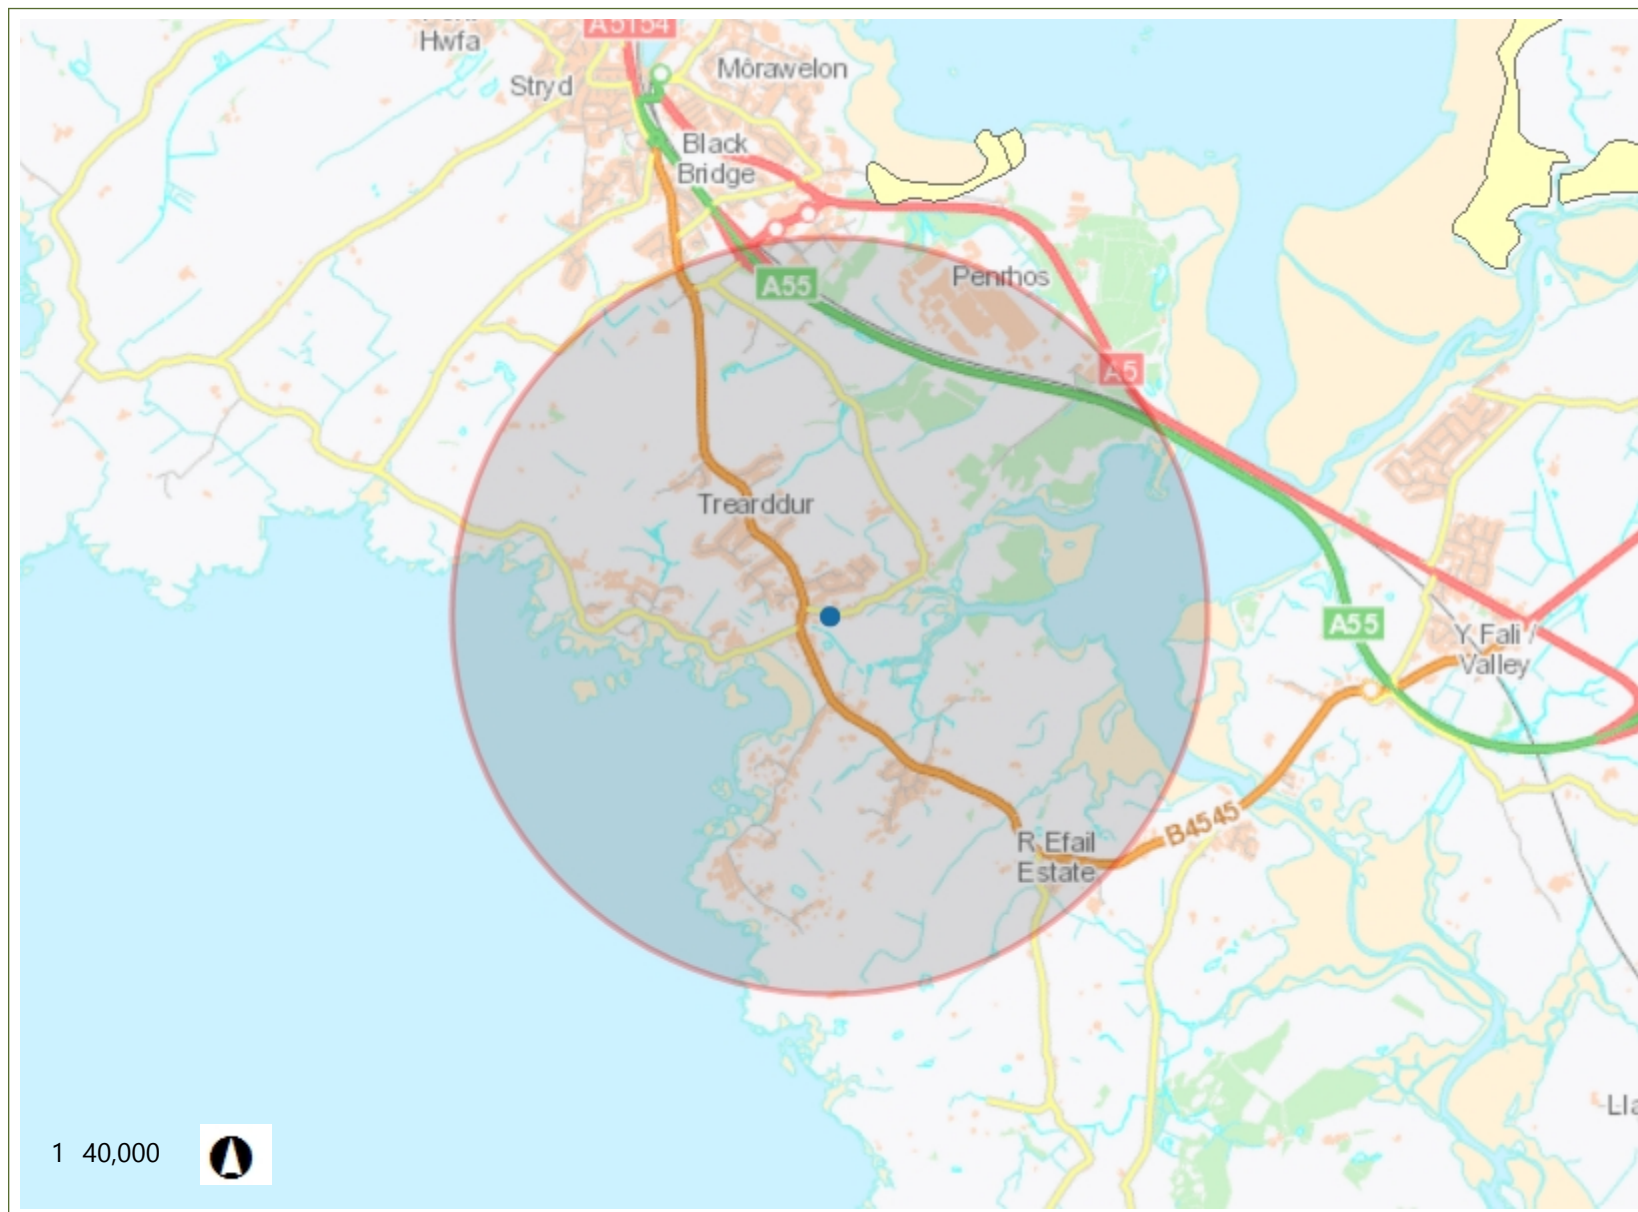 A5154
Hwfa
Stryd
Môrawelon
Black
Bridge
A55
Penrhos
A5
Trearddur
A55
Y Fali /
Valley
B4545
R Efail
Estate
1 40,000